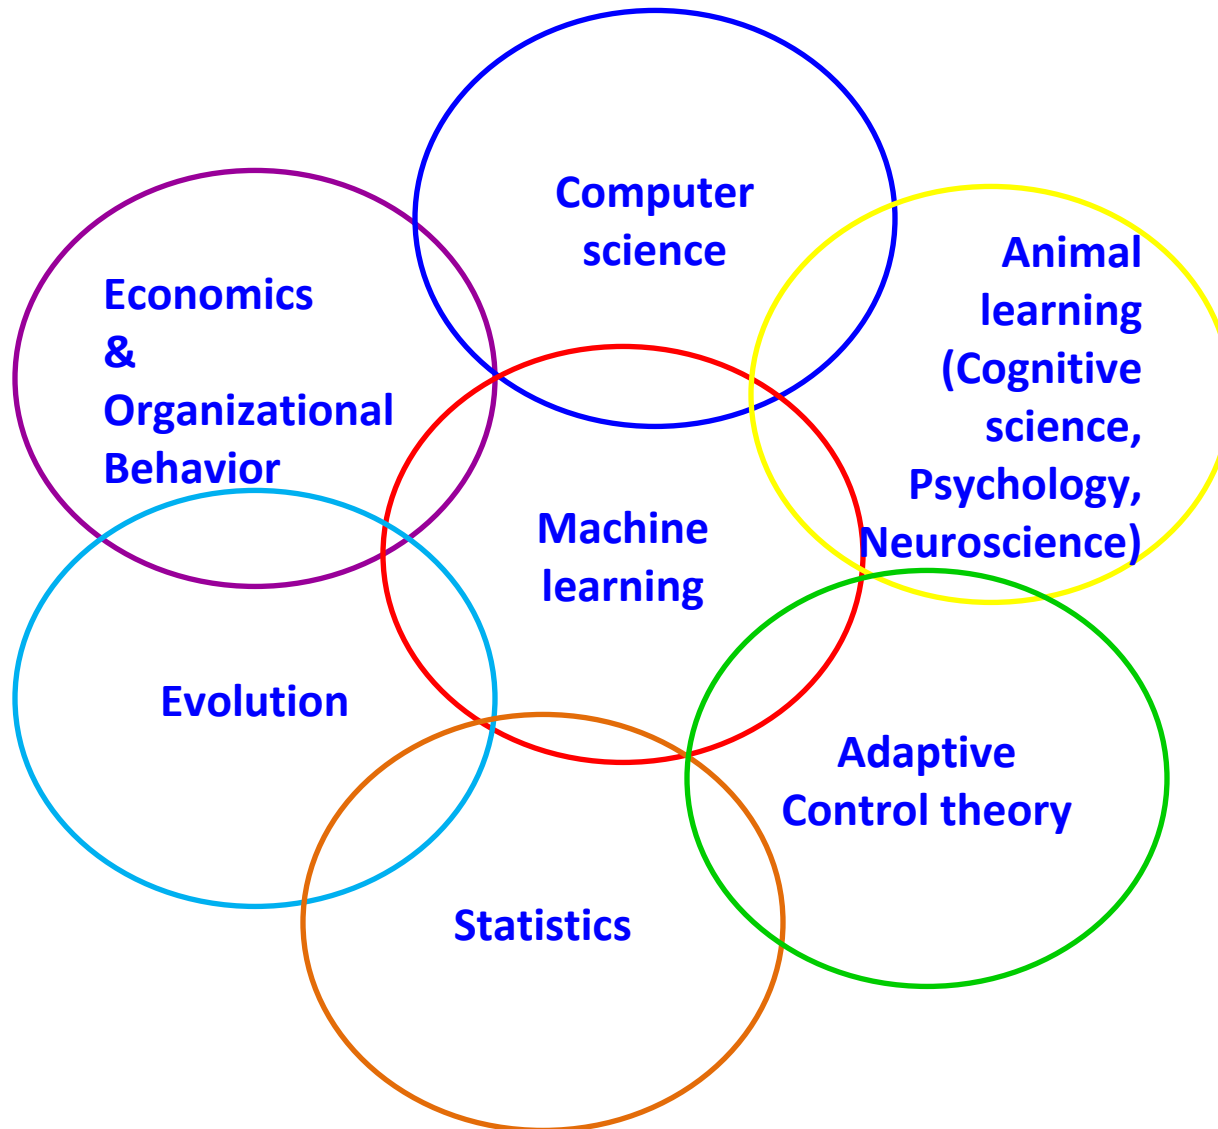 Computer
science
Economics
&
Organizational
Behavior
Animal
learning
(Cognitive
science,
Psychology,
Neuroscience)
Machine
learning
Evolution
Adaptive
Control theory
Statistics